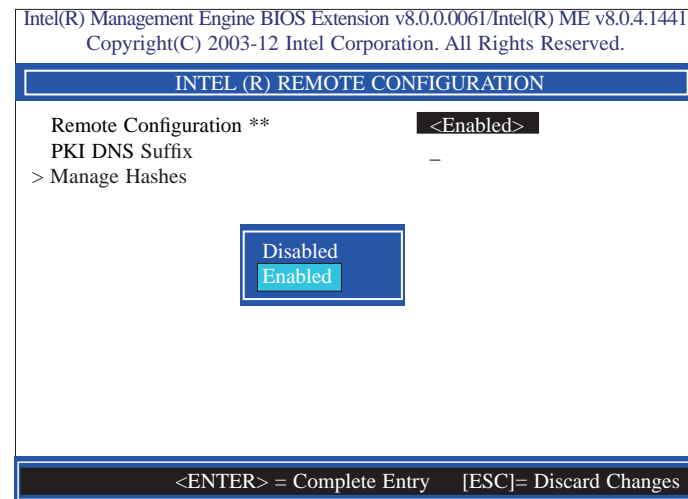 Intel(R) Management Engine BIOS Extension v8.0.0.0061/Intel(R) ME v8.0.4.1441
Copyright(C) 2003-12 Intel Corporation. All Rights Reserved.
INTEL (R) REMOTE CONFIGURATION
Remote Configuration ** <Enabled>
PKI DNS Suffix _
> Manage Hashes
Disabled
Enabled
<ENTER> = Complete Entry [ESC]= Discard Changes